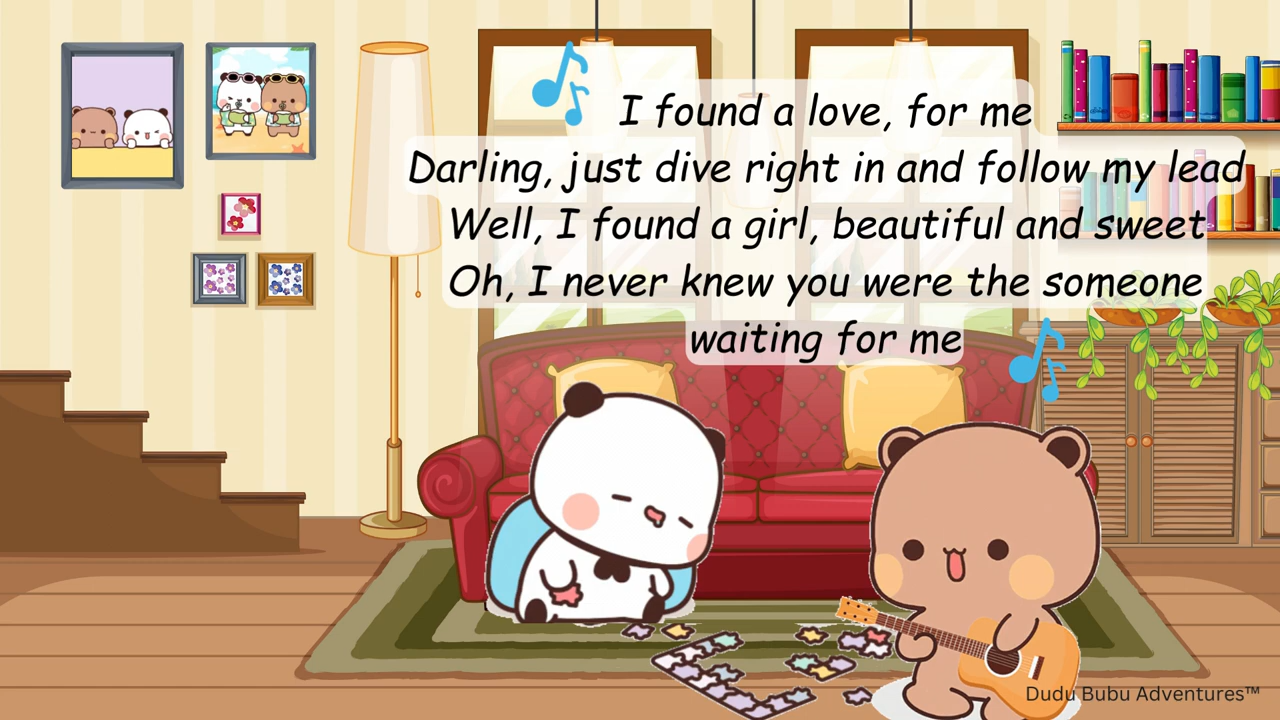 I found a love, for me
Darling, just dive right in and follow my lead
Well, I found a girl, beautiful and sweet
Oh, I never knew you were the someone
waiting for me
Dudu Bubu Adventures™